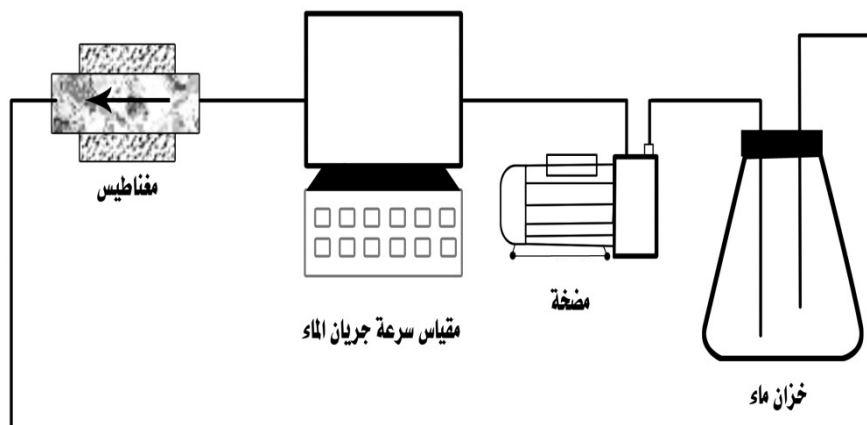 مغناطيس
مقياس سرعة جريان الماء
مضخة
خزان ماء